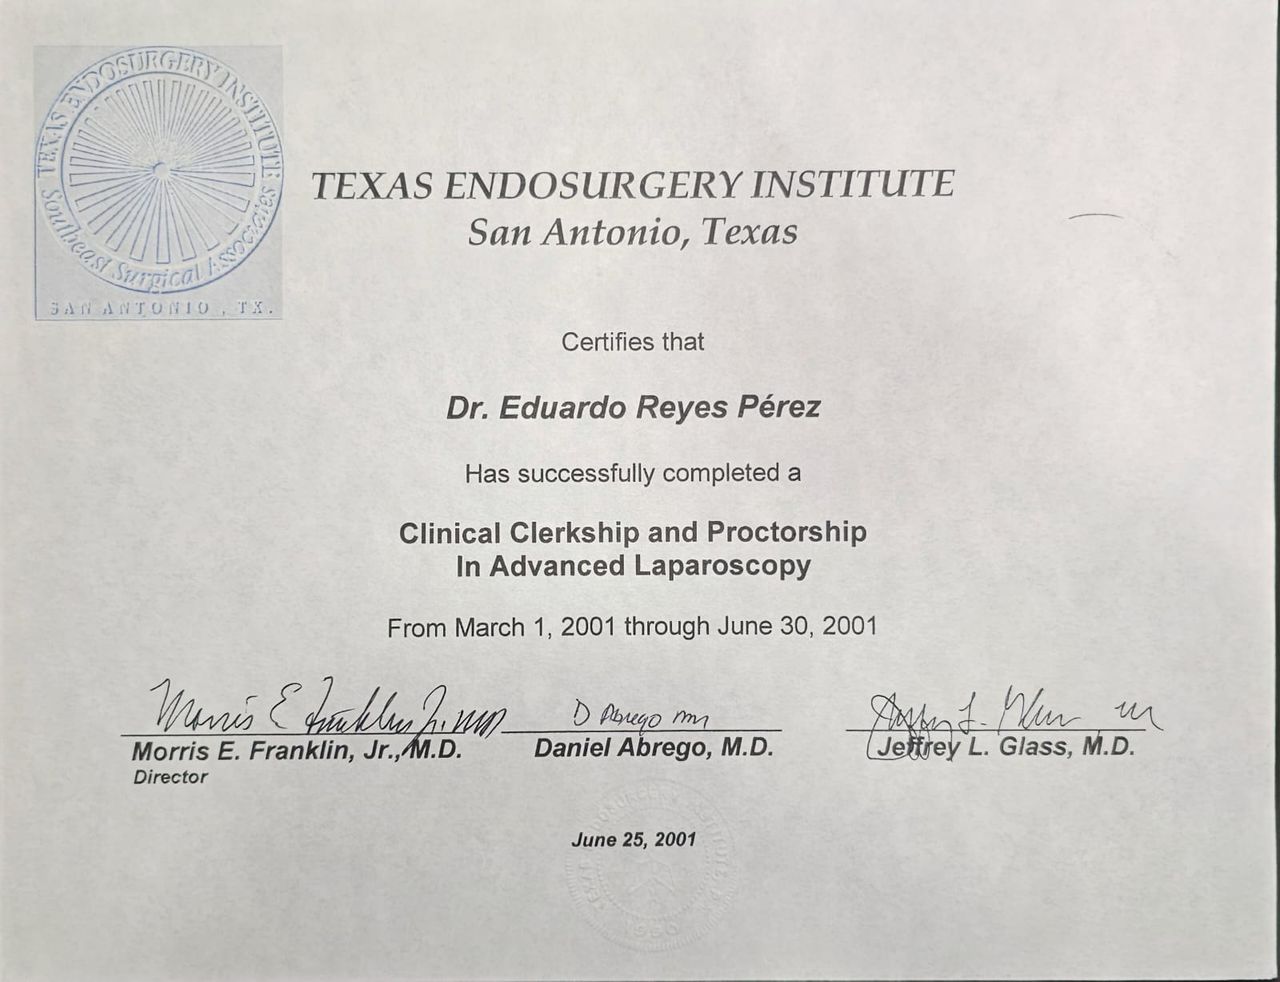 TEXAS ENDOSURGERY INSTITUTE
Southeast Surgical Associates
SAN ANTONIO, TX.
TEXAS ENDOSURGERY INSTITUTE
San Antonio, Texas
Certifies that
Dr. Eduardo Reyes Pérez
Has successfully completed a
Clinical Clerkship and Proctorship
In Advanced Laparoscopy
From March 1, 2001 through June 30, 2001
Morris E. Franklin, Jr., M.D.
Daniel Abrego, M.D.
Jeffrey L. Glass, M.D.
Director
June 25, 2001